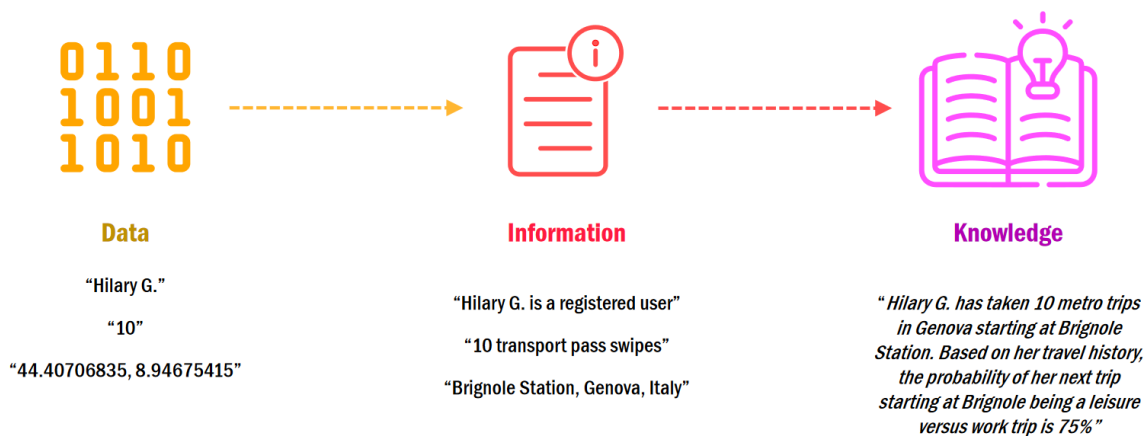 0110
1001
1010
i
Data
Information
Knowledge
“Hilary G.”
“10”
“44.40706835, 8.94675415”
“Hilary G. is a registered user”
“10 transport pass swipes”
“Brignole Station, Genova, Italy”
“Hilary G. has taken 10 metro trips
in Genova starting at Brignole
Station. Based on her travel history,
the probability of her next trip
starting at Brignole being a leisure
versus work trip is 75%”